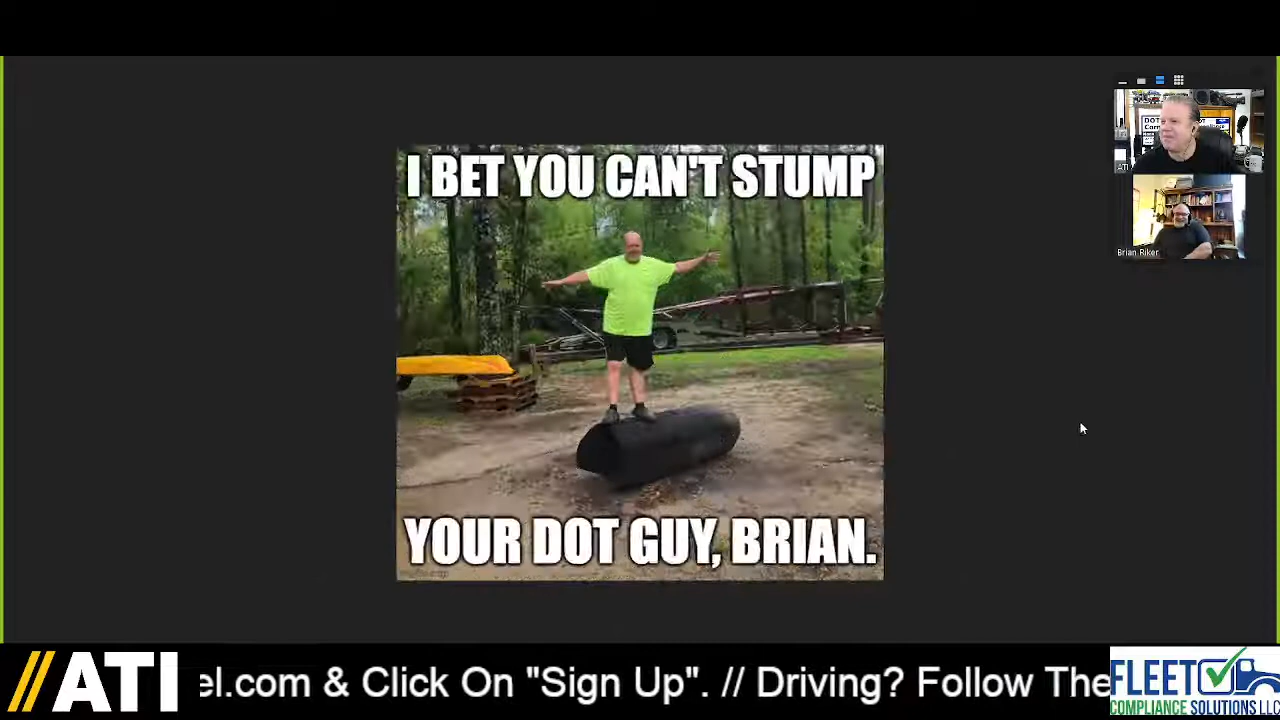 I BET YOU CAN'T STUMP
DOT
Brian Riker
YOUR DOT GUY, BRIAN.
//ATI
el.com & Click On "Sign Up". // Driving? Follow The
FLEET
COMPLIANCE SOLUTIONS LLC